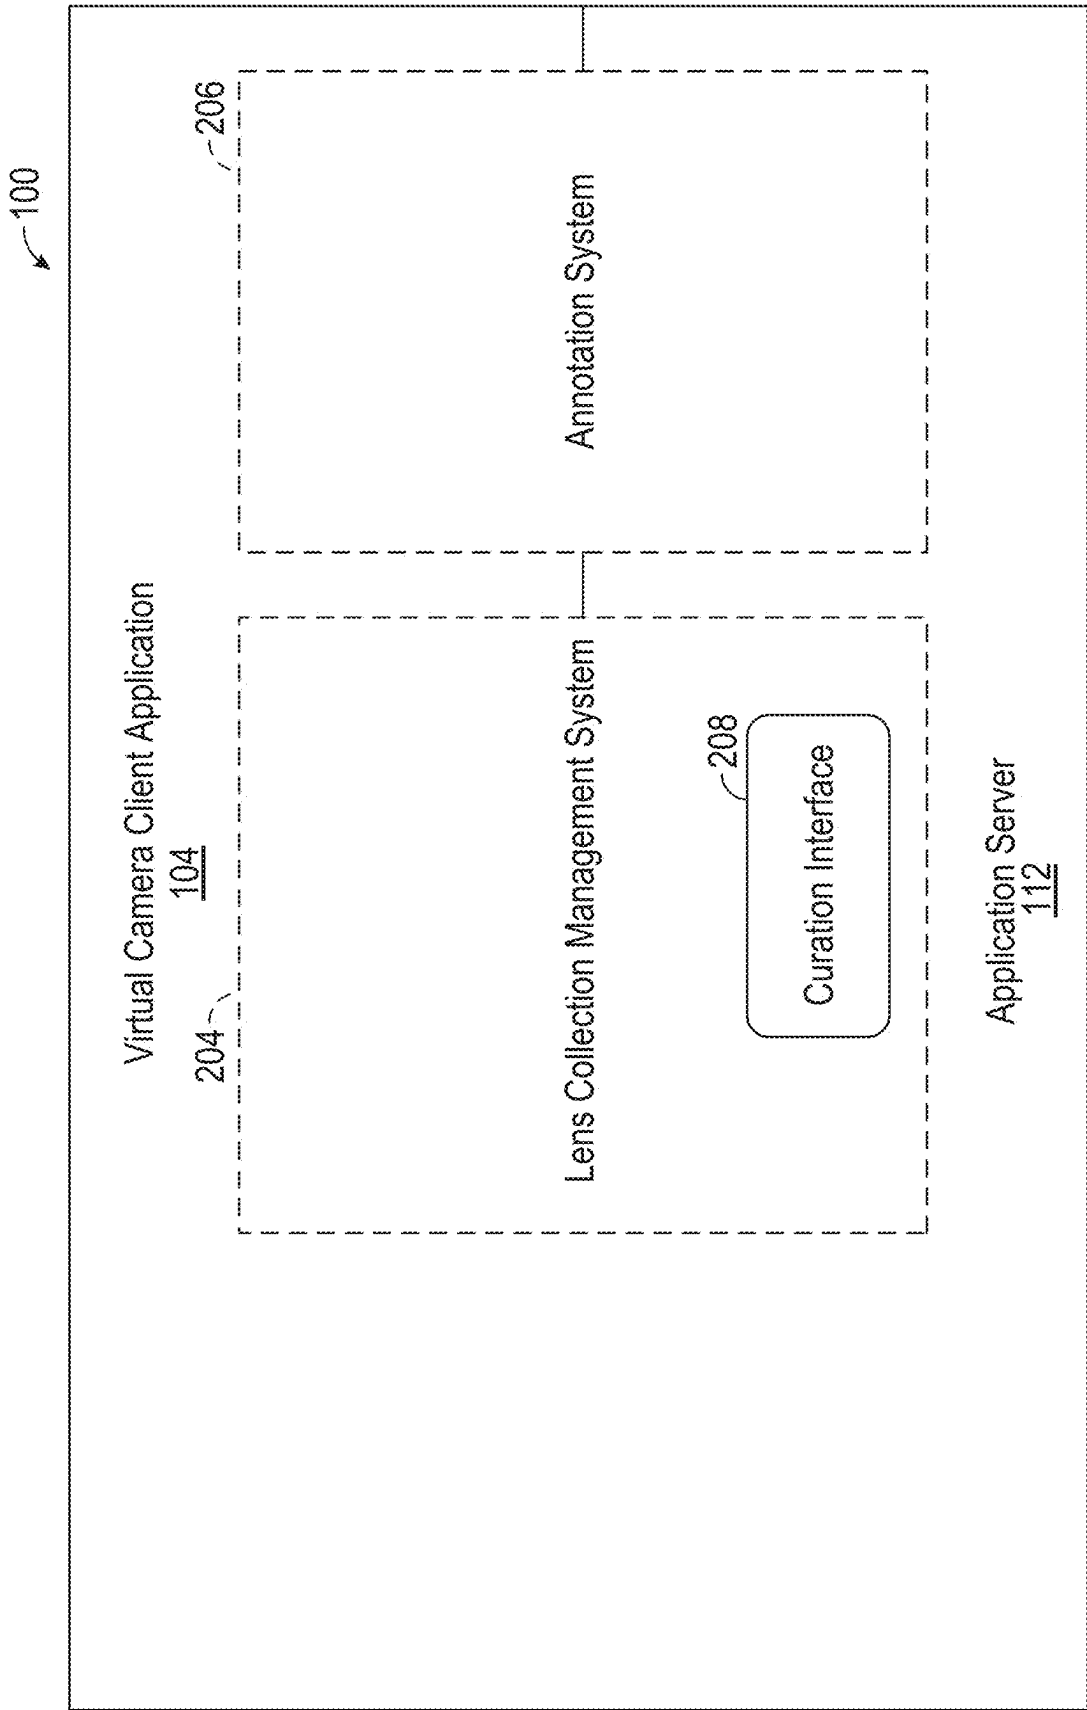 100
Virtual Camera Client Application
104
204
206
Lens Collection Management System
Annotation System
208
Curation Interface
Application Server
112